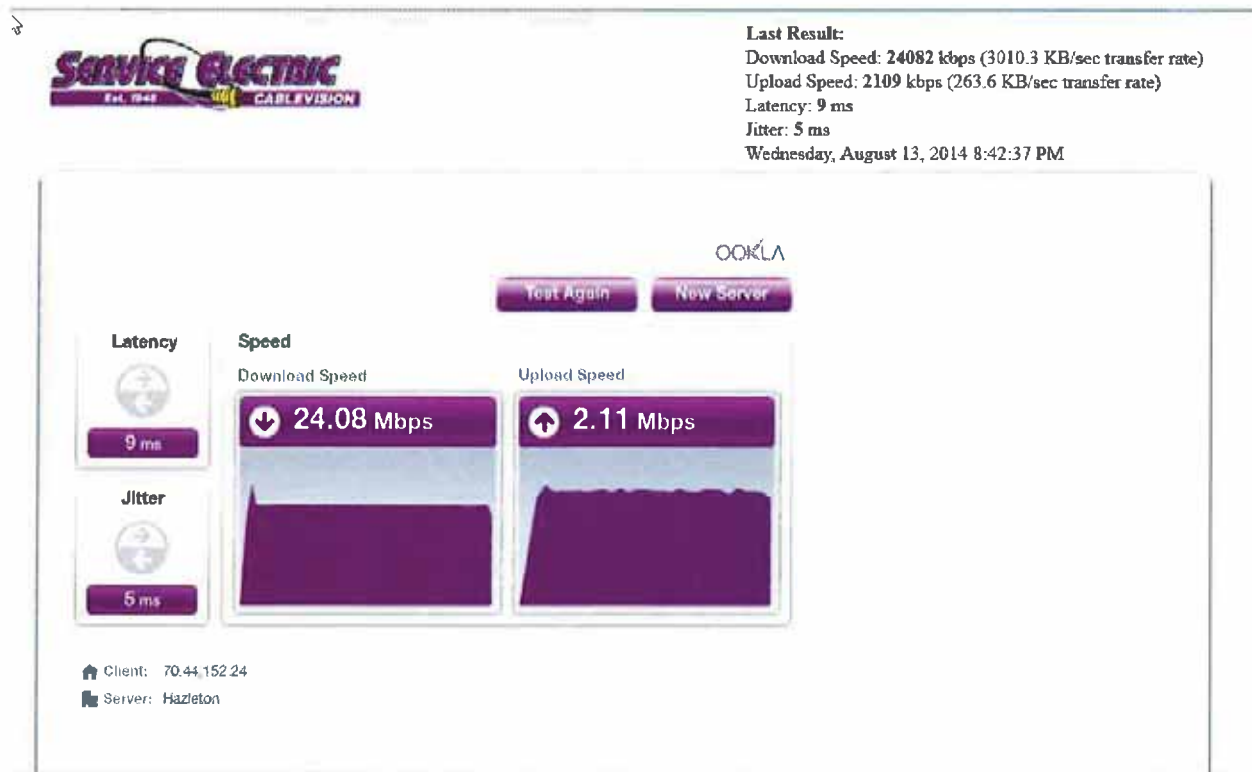 SERVICE ELECTRIC
Est. 1948 CABLEVISION
Last Result:
Download Speed: 24082 kbps (3010.3 KB/sec transfer rate)
Upload Speed: 2109 kbps (263.6 KB/sec transfer rate)
Latency: 9 ms
Jitter: 5 ms
Wednesday, August 13, 2014 8:42:37 PM
OOKLA
Test Again New Server
Latency
9 ms
Jitter
5 ms
Speed
Download Speed
24.08 Mbps
Upload Speed
2.11 Mbps
Client: 70.44.152.24
Server: Hazleton